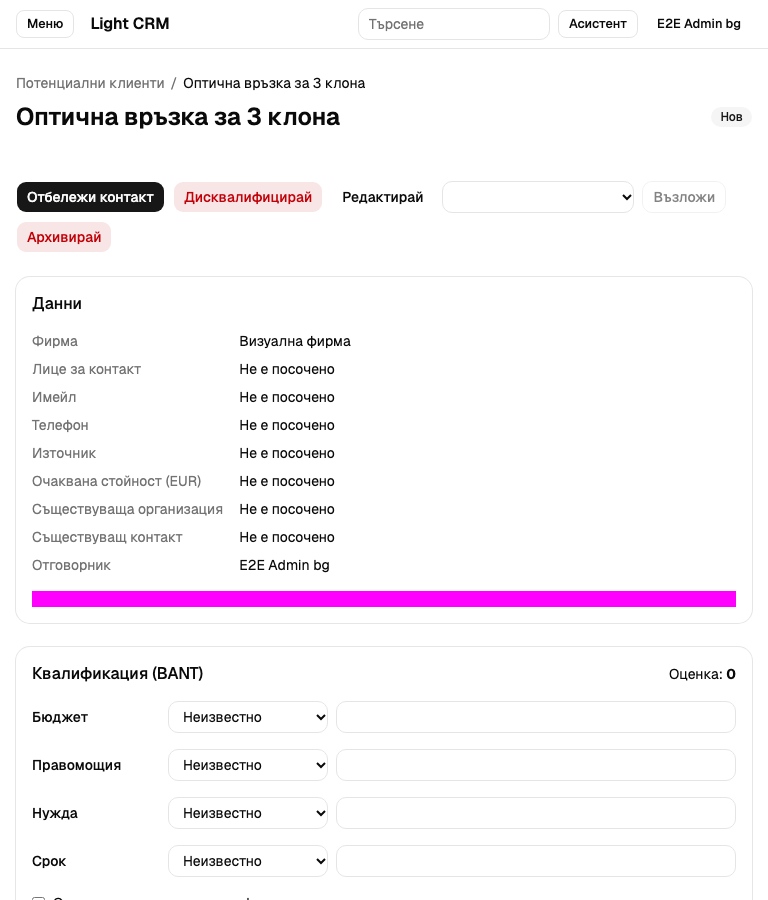 Меню Light CRM Търсене Асистент E2E Admin bg
Потенциални клиенти / Оптична връзка за 3 клона
Оптична връзка за 3 клона Нов
Отбележи контакт Дисквалифицирай Редактирай Възложи
Архивирай
Данни
Фирма Визуална фирма
Лице за контакт Не е посочено
Имейл Не е посочено
Телефон Не е посочено
Източник Не е посочено
Очаквана стойност (EUR) Не е посочено
Съществуваща организация Не е посочено
Съществуващ контакт Не е посочено
Отговорник E2E Admin bg
Квалификация (BANT) Оценка: 0
Бюджет Неизвестно
Правомощия Неизвестно
Нужда Неизвестно
Срок Неизвестно